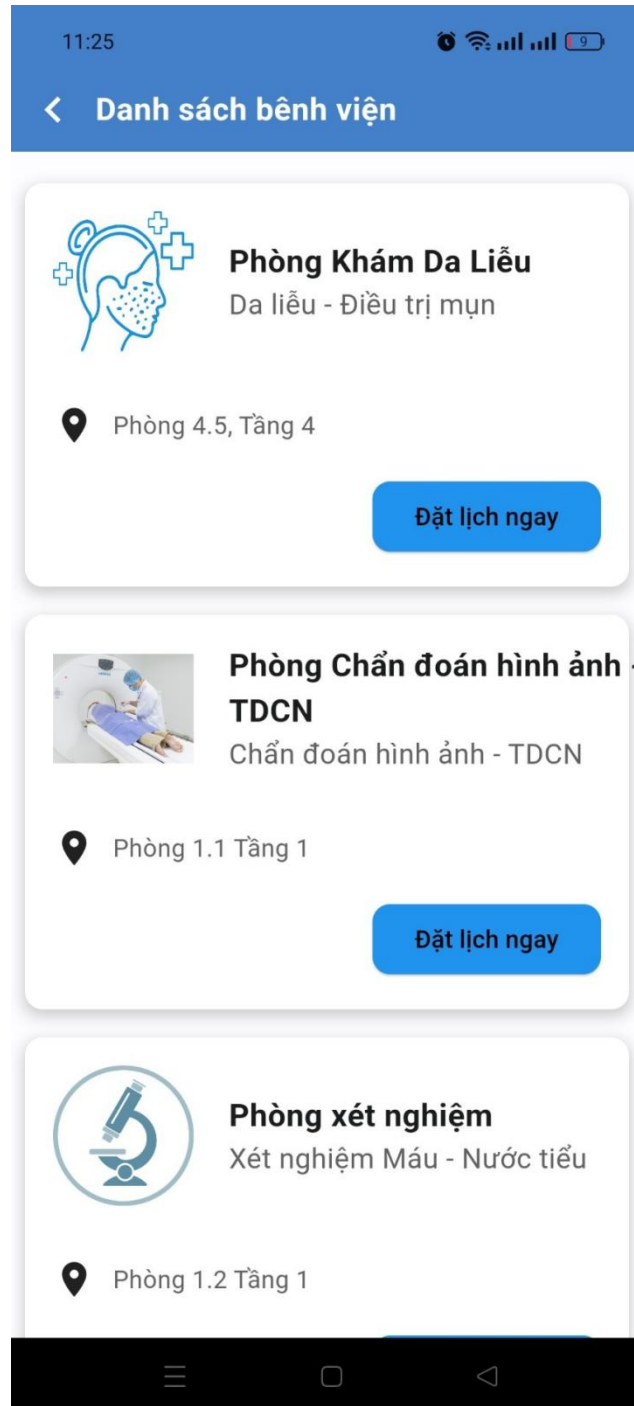 11:25
9
Danh sách bênh viện
Phòng Khám Da Liễu
Da liễu - Điều trị mụn
Phòng 4.5, Tầng 4
Đặt lịch ngay
Phòng Chẩn đoán hình ảnh -
TDCN
Chẩn đoán hình ảnh - TDCN
Phòng 1.1 Tầng 1
Đặt lịch ngay
Phòng xét nghiệm
Xét nghiệm Máu - Nước tiểu
Phòng 1.2 Tầng 1